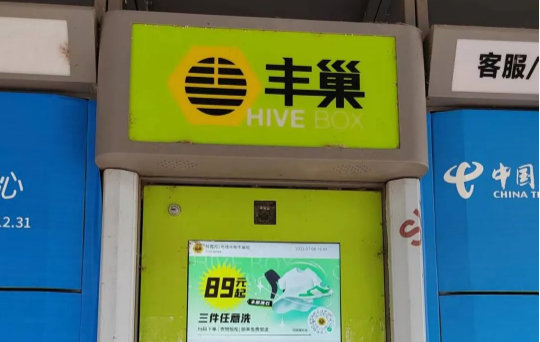 丰巢
HIVE BOX
客服/
心
2.31
中国
CHINA TE
89元起
三件任意洗